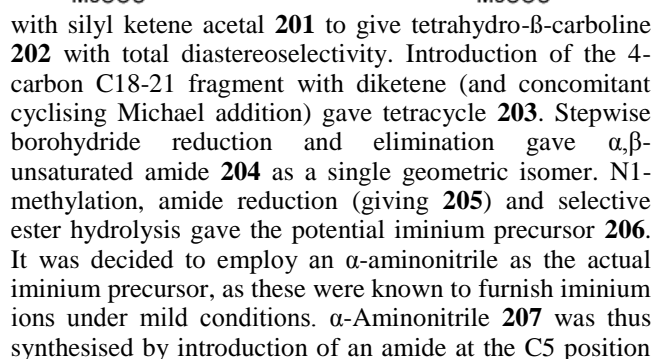 with silyl ketene acetal 201 to give tetrahydro-ß-carboline
202 with total diastereoselectivity. Introduction of the 4-
carbon C18-21 fragment with diketene (and concomitant
cyclising Michael addition) gave tetracycle 203. Stepwise
borohydride reduction and elimination gave α,β-
unsaturated amide 204 as a single geometric isomer. N1-
methylation, amide reduction (giving 205) and selective
ester hydrolysis gave the potential iminium precursor 206.
It was decided to employ an α-aminonitrile as the actual
iminium precursor, as these were known to furnish iminium
ions under mild conditions. α-Aminonitrile 207 was thus
synthesised by introduction of an amide at the C5 position